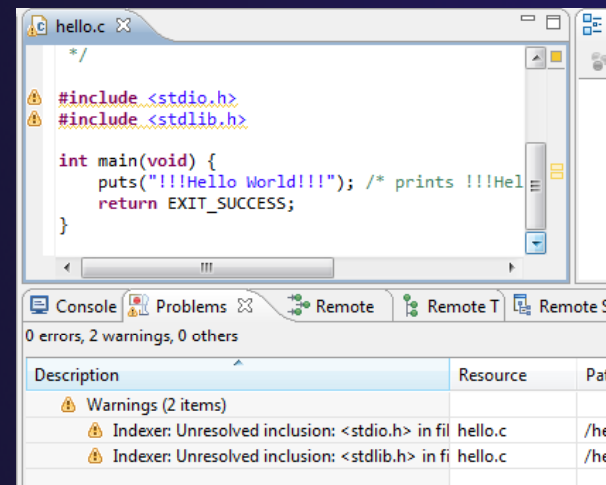 hello.c
*/
#include <stdio.h>
#include <stdlib.h>
int main(void) {
puts("!!!Hello World!!!"); /* prints !!!Hel
return EXIT_SUCCESS;
}
Console Problems Remote Remote T Remote S
0 errors, 2 warnings, 0 others
Description Resource Pat
Warnings (2 items)
Indexer: Unresolved inclusion: <stdio.h> in fil hello.c /he
Indexer: Unresolved inclusion: <stdlib.h> in fi hello.c /he